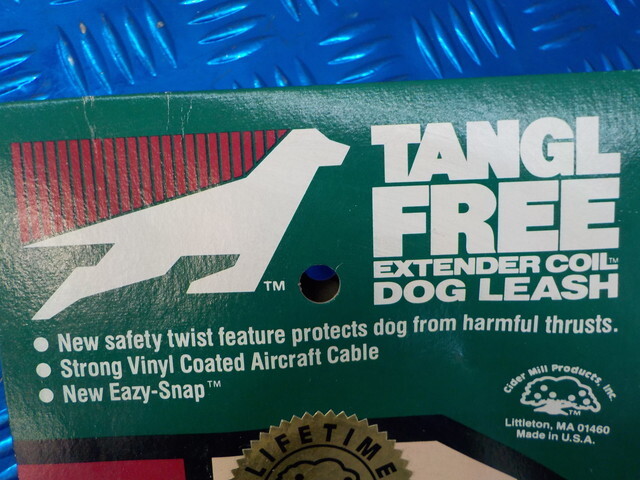 TANGL
FREE
EXTENDER COIL™
DOG LEASH
™
• New safety twist feature protects dog from harmful thrusts.
• Strong Vinyl Coated Aircraft Cable
• New Eazy-Snap™
Cider Mill Products, Inc.
™
Littleton, MA 01460
Made in U.S.A.
LIFETIME